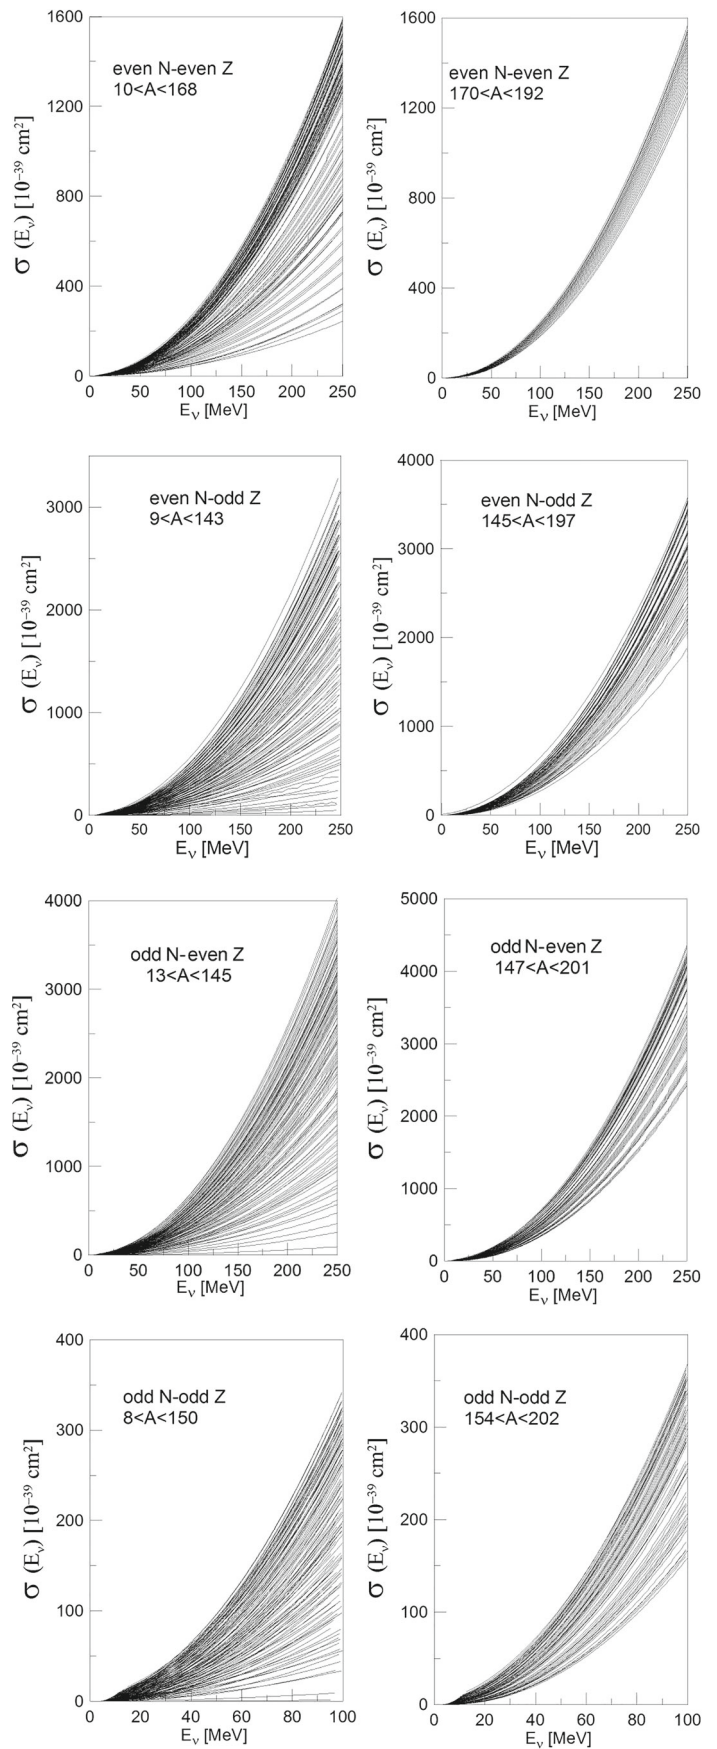 1600
1200
800
400
0
σ (Eν) [10⁻³⁹ cm²]
even N-even Z
10<A<168
0 50 100 150 200 250
Eν [MeV]
1600
1200
800
400
0
σ (Eν) [10⁻³⁹ cm²]
even N-even Z
170<A<192
0 50 100 150 200 250
Eν [MeV]
3000
2000
1000
0
σ (Eν) [10⁻³⁹ cm²]
even N-odd Z
9<A<143
0 50 100 150 200 250
Eν [MeV]
4000
3000
2000
1000
0
σ (Eν) [10⁻³⁹ cm²]
even N-odd Z
145<A<197
0 50 100 150 200 250
Eν [MeV]
4000
3000
2000
1000
0
σ (Eν) [10⁻³⁹ cm²]
odd N-even Z
13<A<145
0 50 100 150 200 250
Eν [MeV]
5000
4000
3000
2000
1000
0
σ (Eν) [10⁻³⁹ cm²]
odd N-even Z
147<A<201
0 50 100 150 200 250
Eν [MeV]
400
300
200
100
0
σ (Eν) [10⁻³⁹ cm²]
odd N-odd Z
8<A<150
0 20 40 60 80 100
Eν [MeV]
400
300
200
100
0
σ (Eν) [10⁻³⁹ cm²]
odd N-odd Z
154<A<202
0 20 40 60 80 100
Eν [MeV]